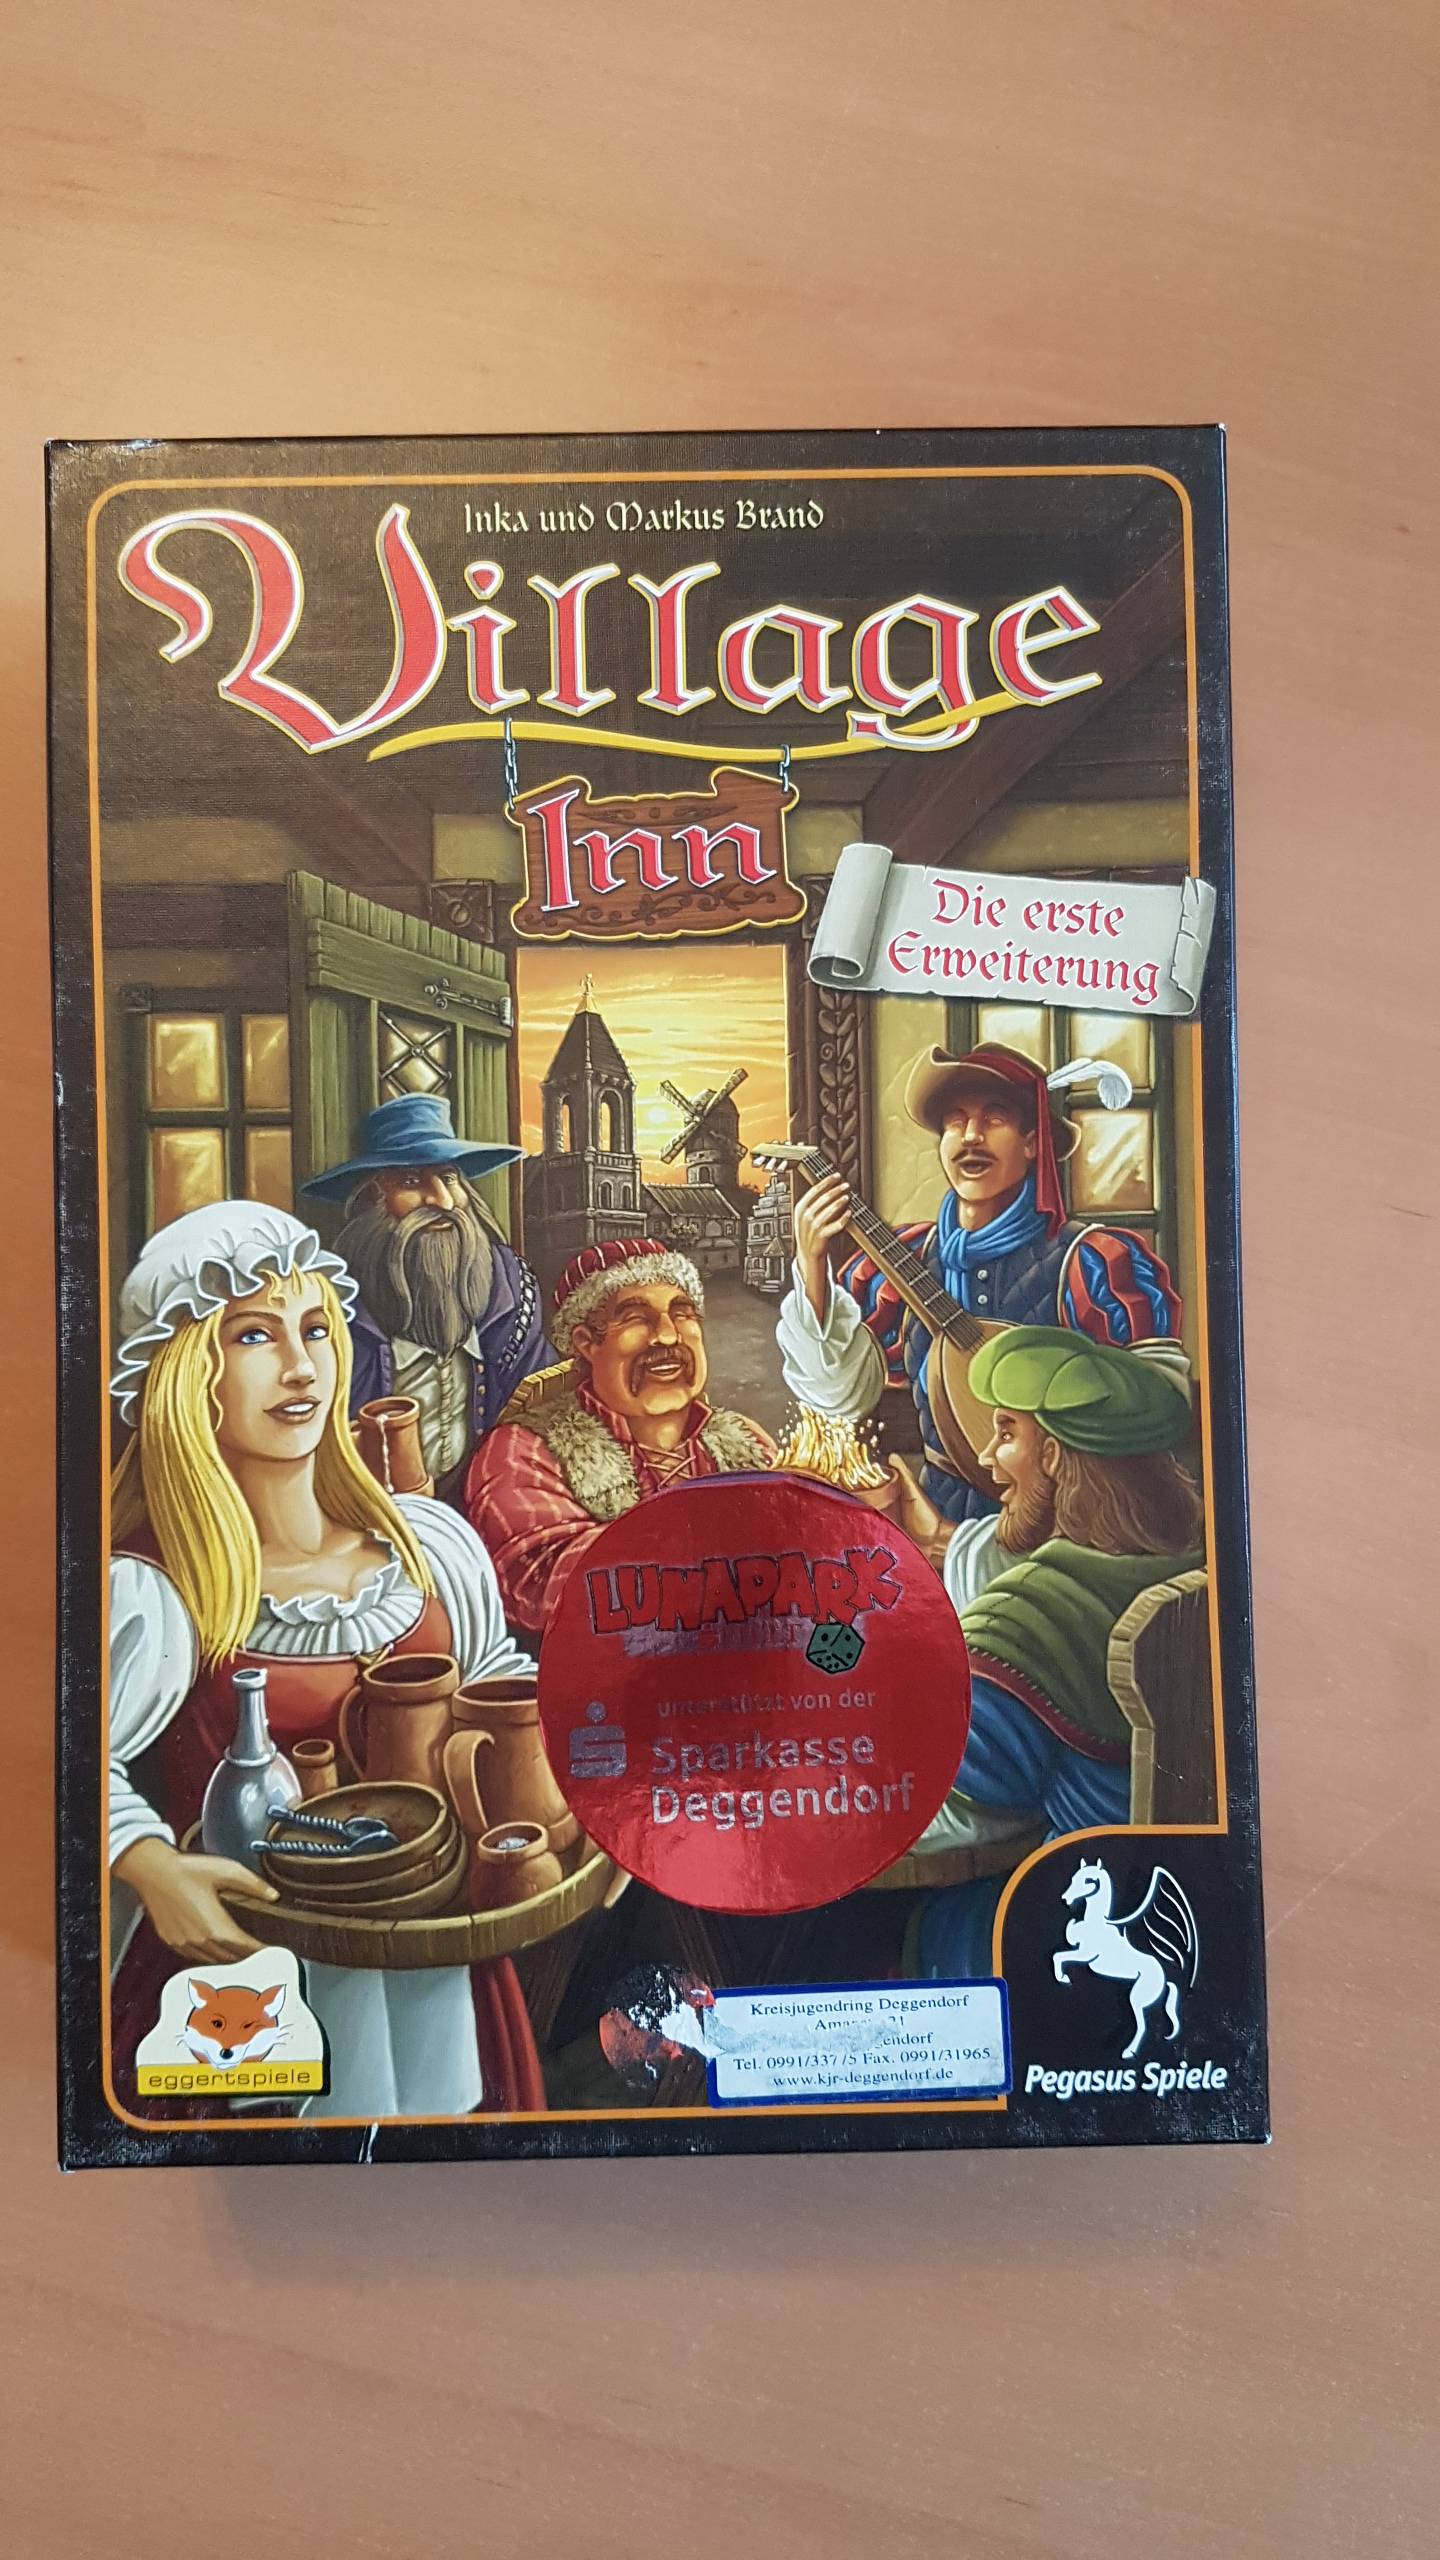 Inka und Markus Brand
Village
Inn
Die erste
Erweiterung
LUNAPARK
unterstützt von der
Sparkasse
Deggendorf
Kreisjugendring Deggendorf
Tel. 0991/337 /5 Fax. 0991/31965
www.kjr-deggendorf.de
eggertspiele
Pegasus Spiele